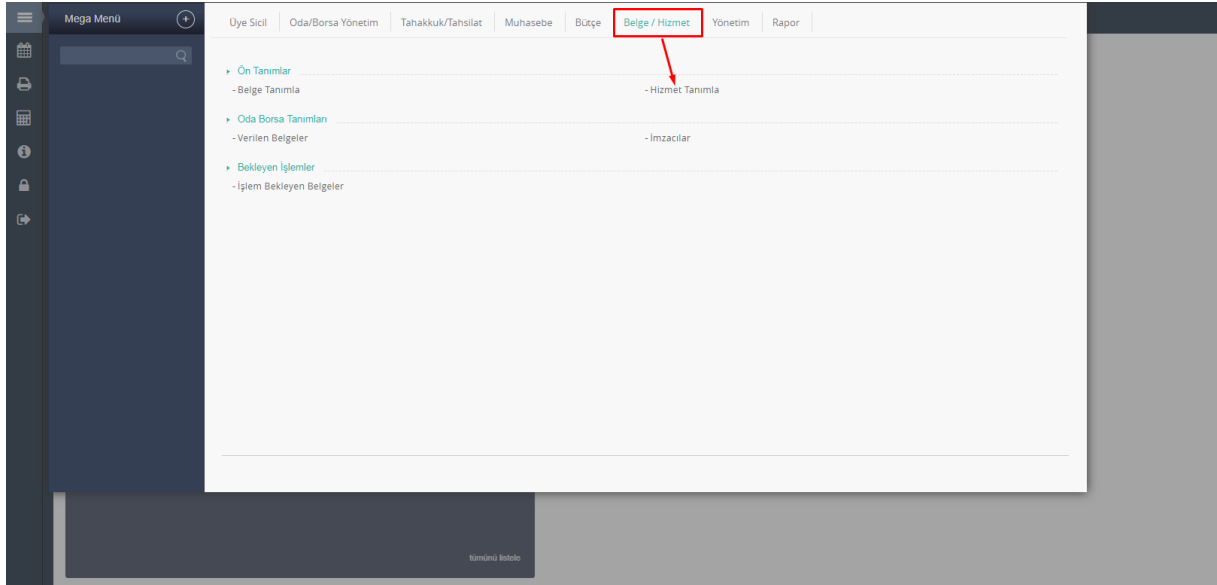 Mega Menü
Üye Sicil Oda/Borsa Yönetim Tahakkuk/Tahsilat Muhasebe Bütçe Belge / Hizmet Yönetim Rapor
Ön Tanımlar
- Belge Tanımla - Hizmet Tanımla
Oda Borsa Tanımları
- Verilen Belgeler - İmzacılar
Bekleyen İşlemler
- İşlem Bekleyen Belgeler
tümünü listele